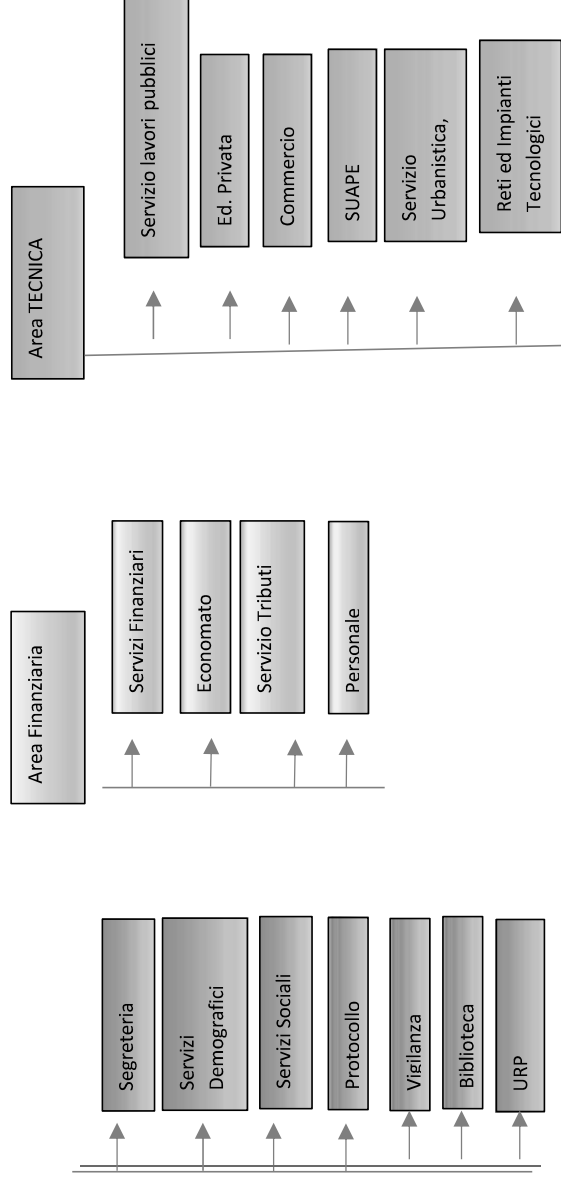 Segreteria
Servizi
Demografici
Servizi Sociali
Protocollo
Vigilanza
Biblioteca
URP
Area Finanziaria
Servizi Finanziari
Economato
Servizio Tributi
Personale
Area TECNICA
Servizio lavori pubblici
Ed. Privata
Commercio
SUAPE
Servizio
Urbanistica,
Reti ed Impianti
Tecnologici